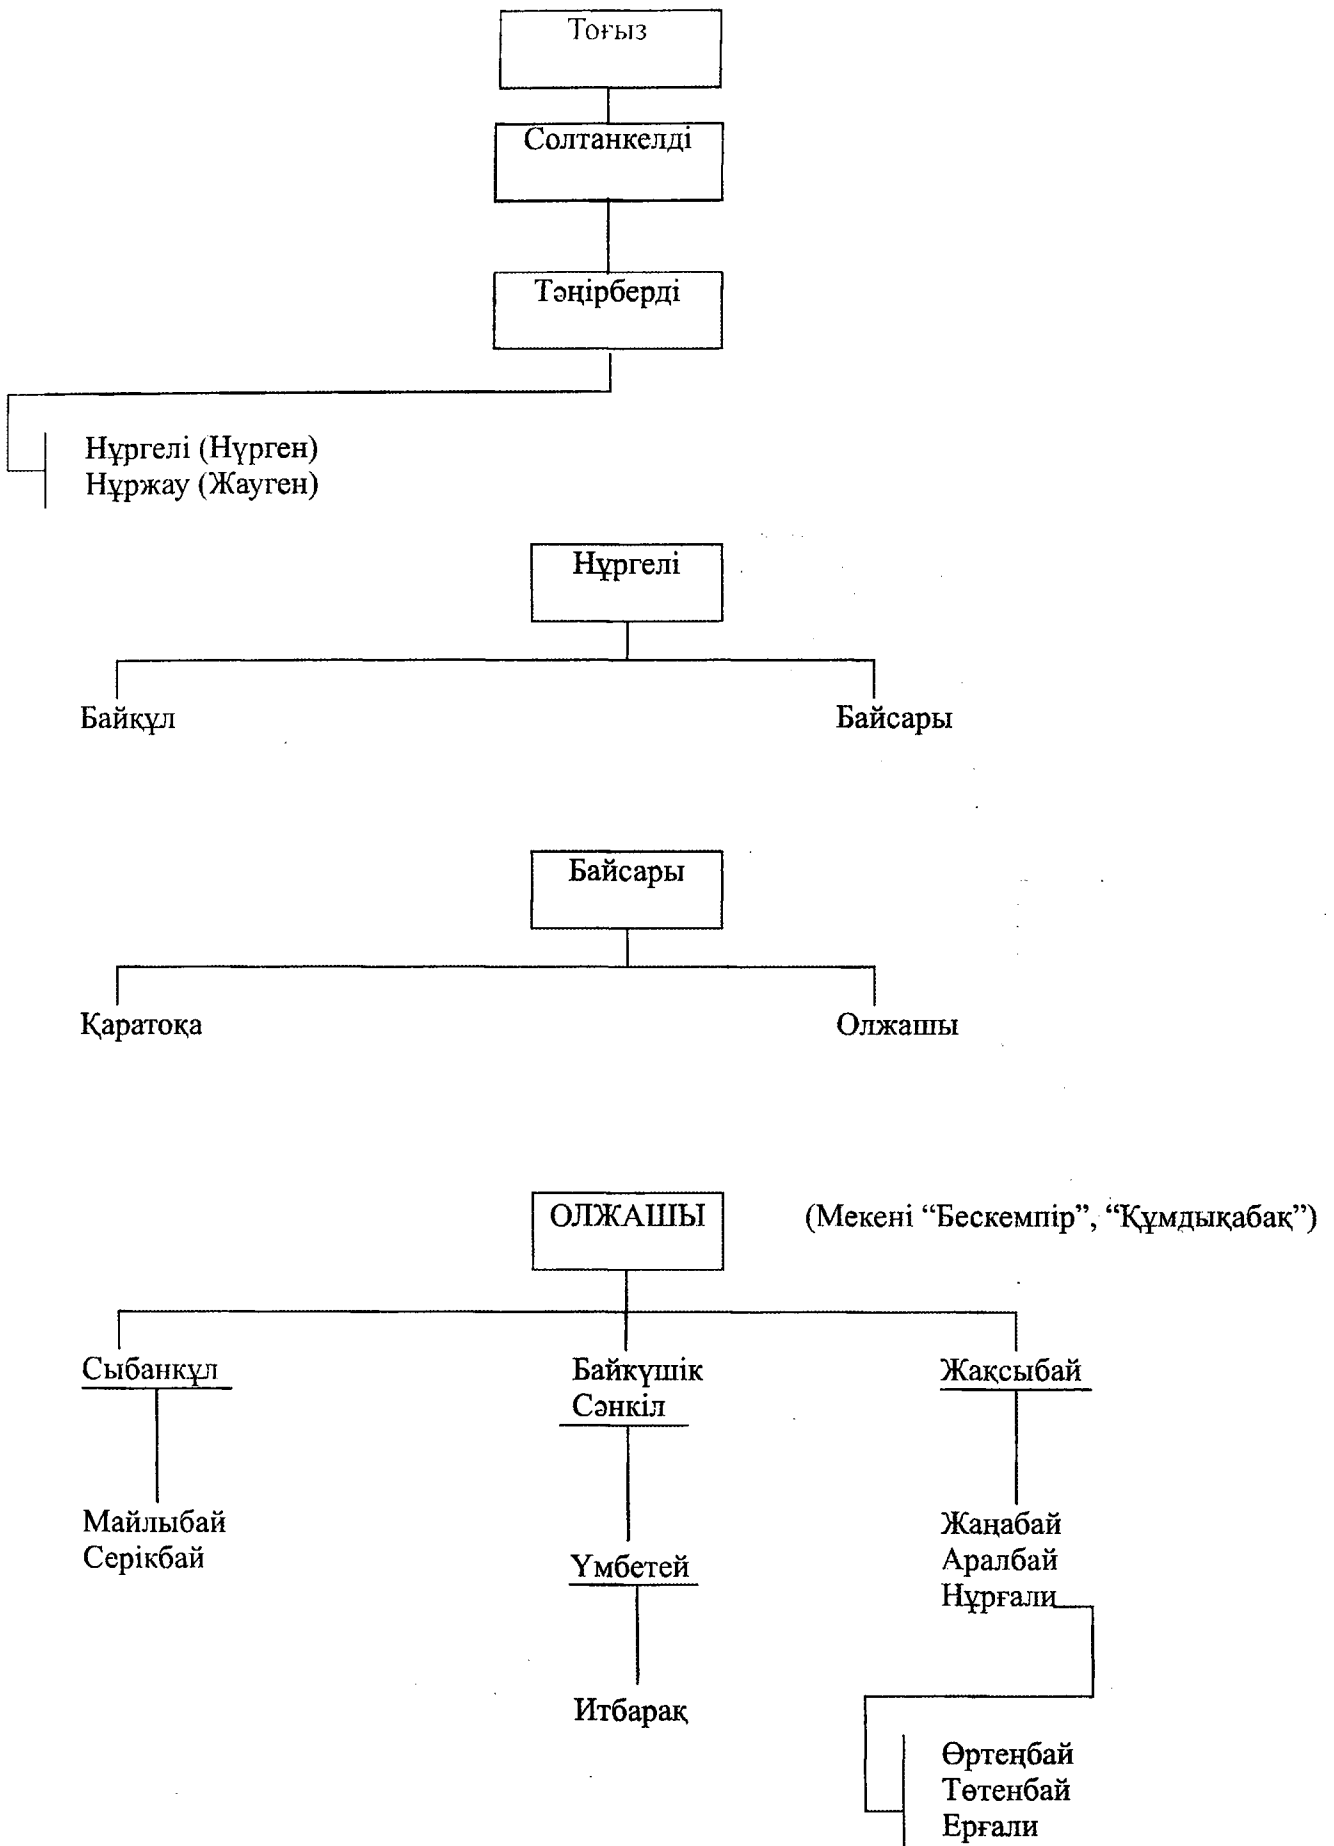 Тоғыз
Солтанкелді
Тәңірберді
Нұргелі (Нүрген)
Нұржау (Жауген)
Нұргелі
Байқұл
Байсары
Байсары
Қаратоқа
Олжашы
ОЛЖАШЫ
(Мекені “Бескемпір”, “Құмдықабақ”)
Сыбанкұл
Байкүшік
Сәнкіл
Жақсыбай
Майлыбай
Серікбай
Үмбетей
Итбарақ
Жаңабай
Аралбай
Нұрғали
Өртеңбай
Төтенбай
Ерғали